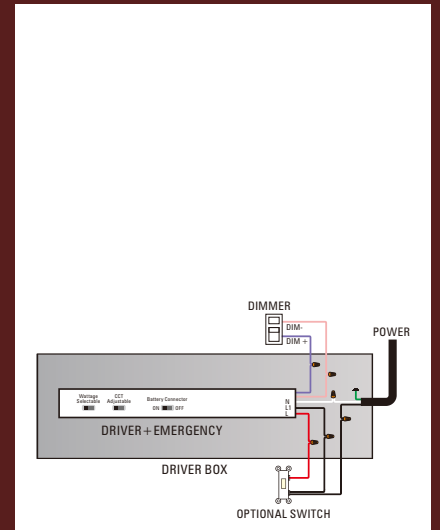 DIMMER
DIM-
DIM +
POWER
Wattage
Selectable
CCT
Adjustable
Battery Connector
ON OFF
N
L1
L
DRIVER+EMERGENCY
DRIVER BOX
OPTIONAL SWITCH